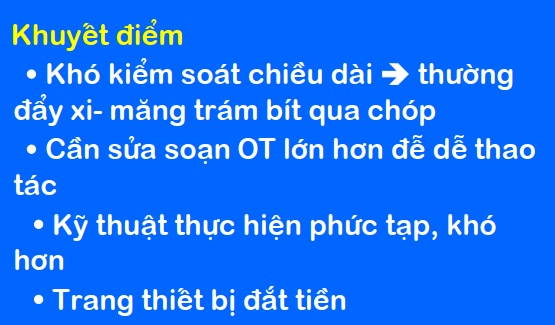 Khuyết điểm
• Khó kiểm soát chiều dài ➔ thường
đẩy xi- măng trám bít qua chóp
• Cần sửa soạn OT lớn hơn đễ dễ thao
tác
• Kỹ thuật thực hiện phức tạp, khó
hơn
• Trang thiết bị đắt tiền